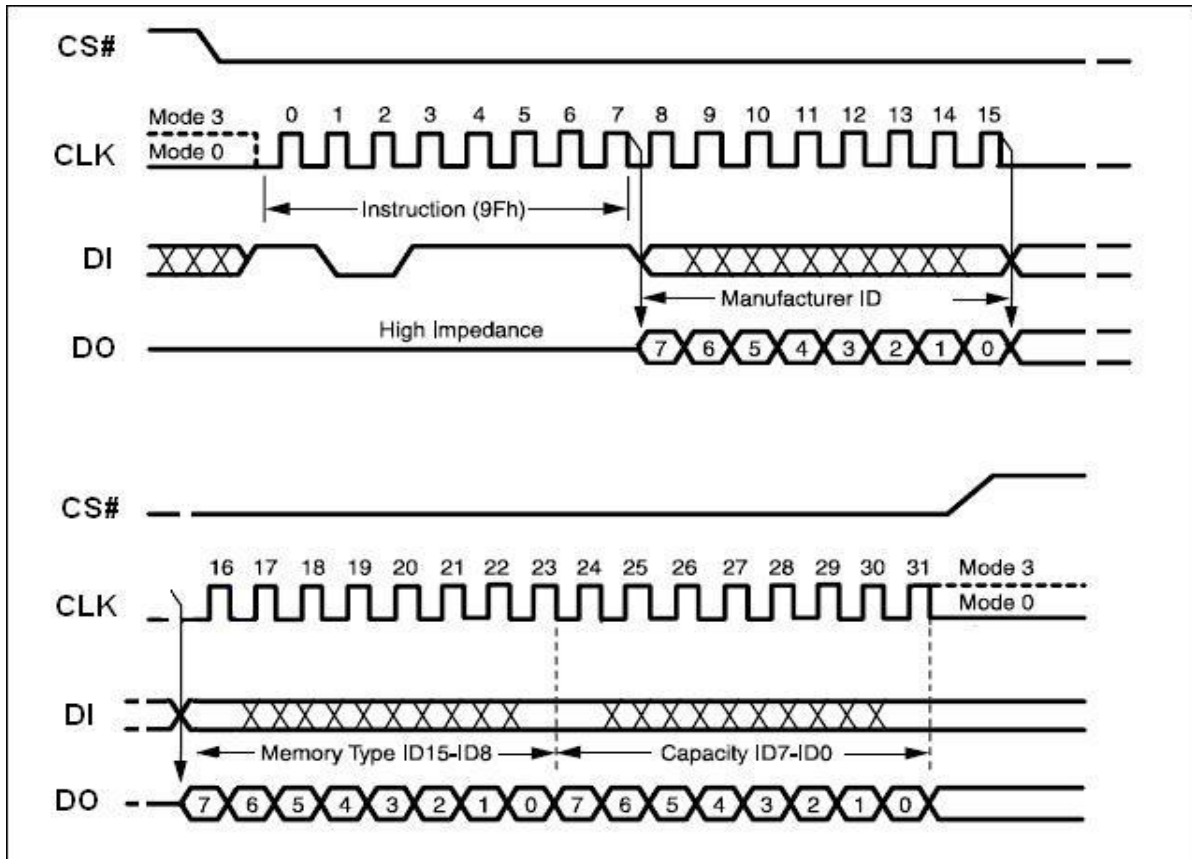 CS#
Mode 3
0 1 2 3 4 5 6 7 8 9 10 11 12 13 14 15
CLK
Mode 0
Instruction (9Fh)
DI
Manufacturer ID
High Impedance
DO
7 6 5 4 3 2 1 0
CS#
16 17 18 19 20 21 22 23 24 25 26 27 28 29 30 31
Mode 3
CLK
Mode 0
DI
Memory Type ID15-ID8
Capacity ID7-ID0
DO
7 6 5 4 3 2 1 0 7 6 5 4 3 2 1 0